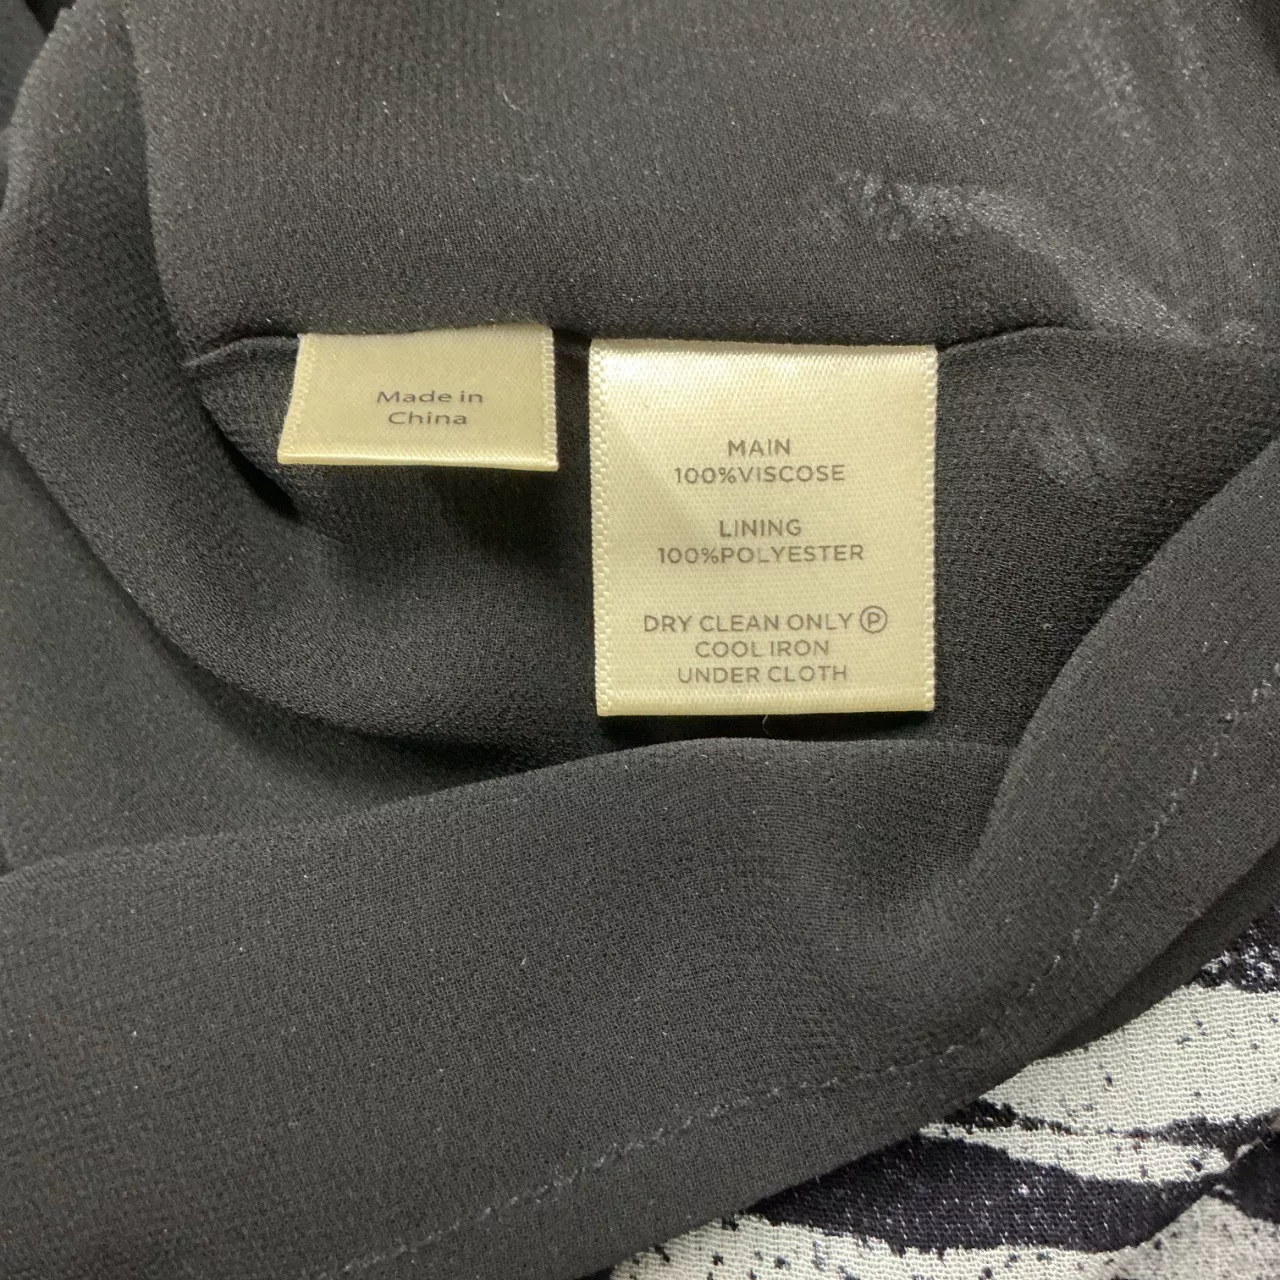 Made in
China
MAIN
100%VISCOSE
LINING
100%POLYESTER
DRY CLEAN ONLY Ⓟ
COOL IRON
UNDER CLOTH